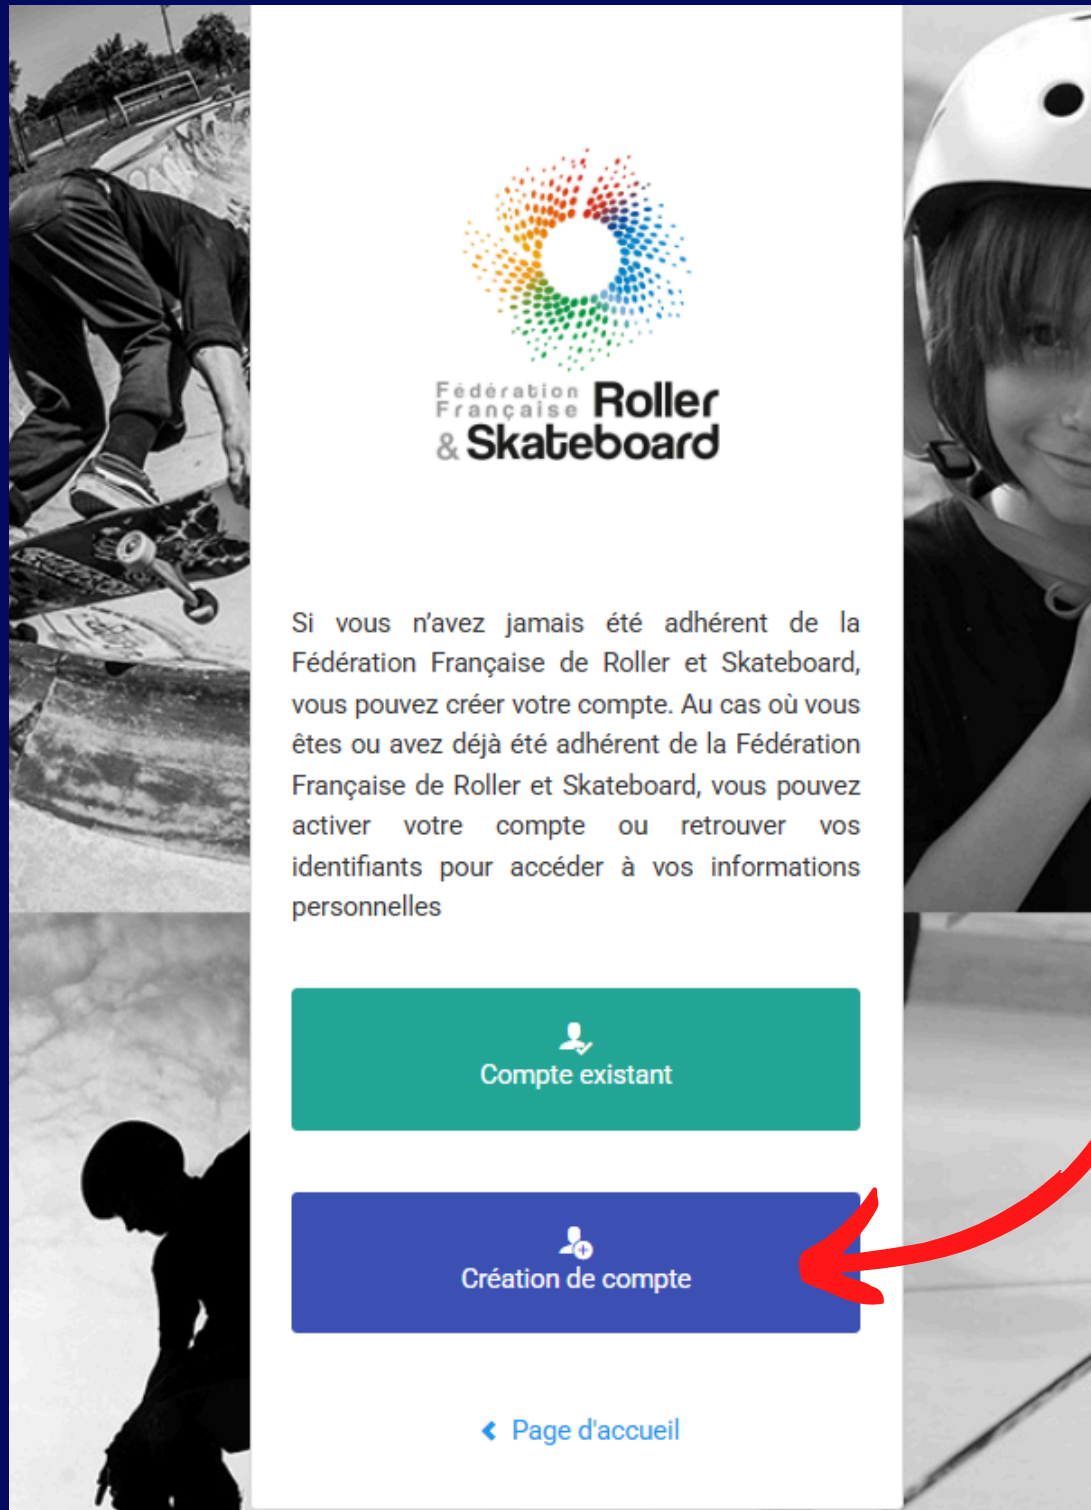 Fédération
Française Roller
& Skateboard
Si vous n'avez jamais été adhérent de la
Fédération Française de Roller et Skateboard,
vous pouvez créer votre compte. Au cas où vous
êtes ou avez déjà été adhérent de la Fédération
Française de Roller et Skateboard, vous pouvez
activer votre compte ou retrouver vos
identifiants pour accéder à vos informations
personnelles
Compte existant
Création de compte
Page d'accueil